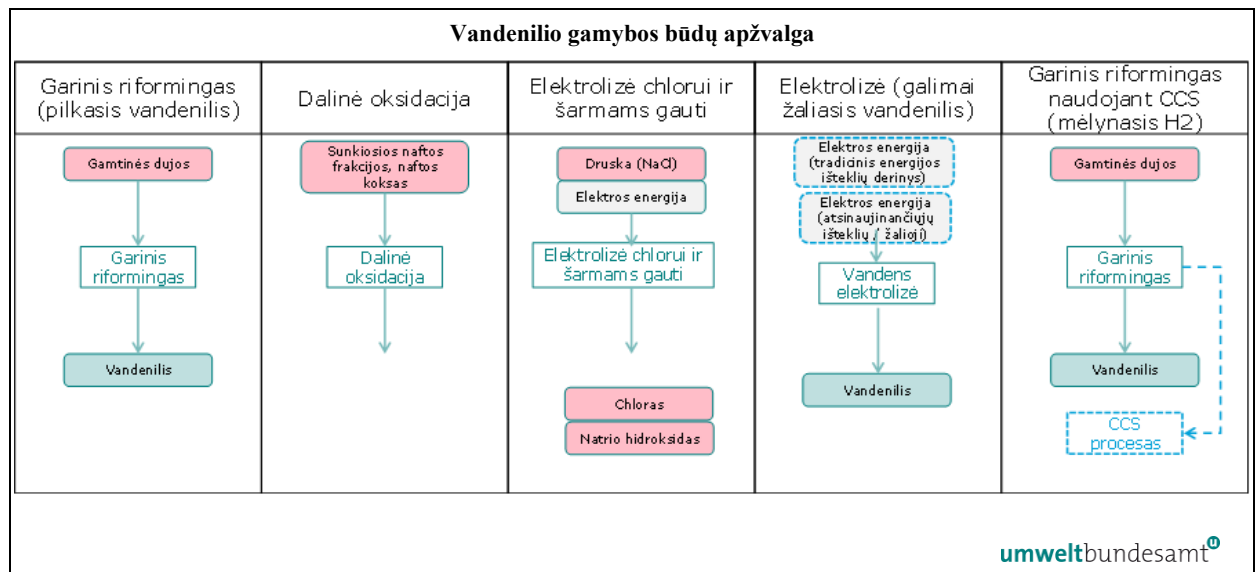 Vandenilio gamybos būdų apžvalga
Garinis riformingas
(pilkasis vandenilis)
Gamtinės dujos
Garinis
riformingas
Vandenilis
Dalinė oksidacija
Sunkiosios naftos
frakcijos, naftos
koksas
Dalinė
oksidacija
Elektrolizė chlorui ir
šarmams gauti
Druska (NaCl)
Elektros energija
Elektrolizė chlorui ir
šarmams gauti
Chloras
Natrio hidroksidas
Elektrolizė (galimai
žaliasis vandenilis)
Elektros energija
(tradicinis energijos
išteklių derinys)
Elektros energija
(atsinaujinančiųjų
išteklių / žalioji)
Vandens
elektrolizė
Vandenilis
Garinis riformingas
naudojant CCS
(mėlynasis H2)
Gamtinės dujos
Garinis
riformingas
Vandenilis
CCS
procesas
umweltbundesamt